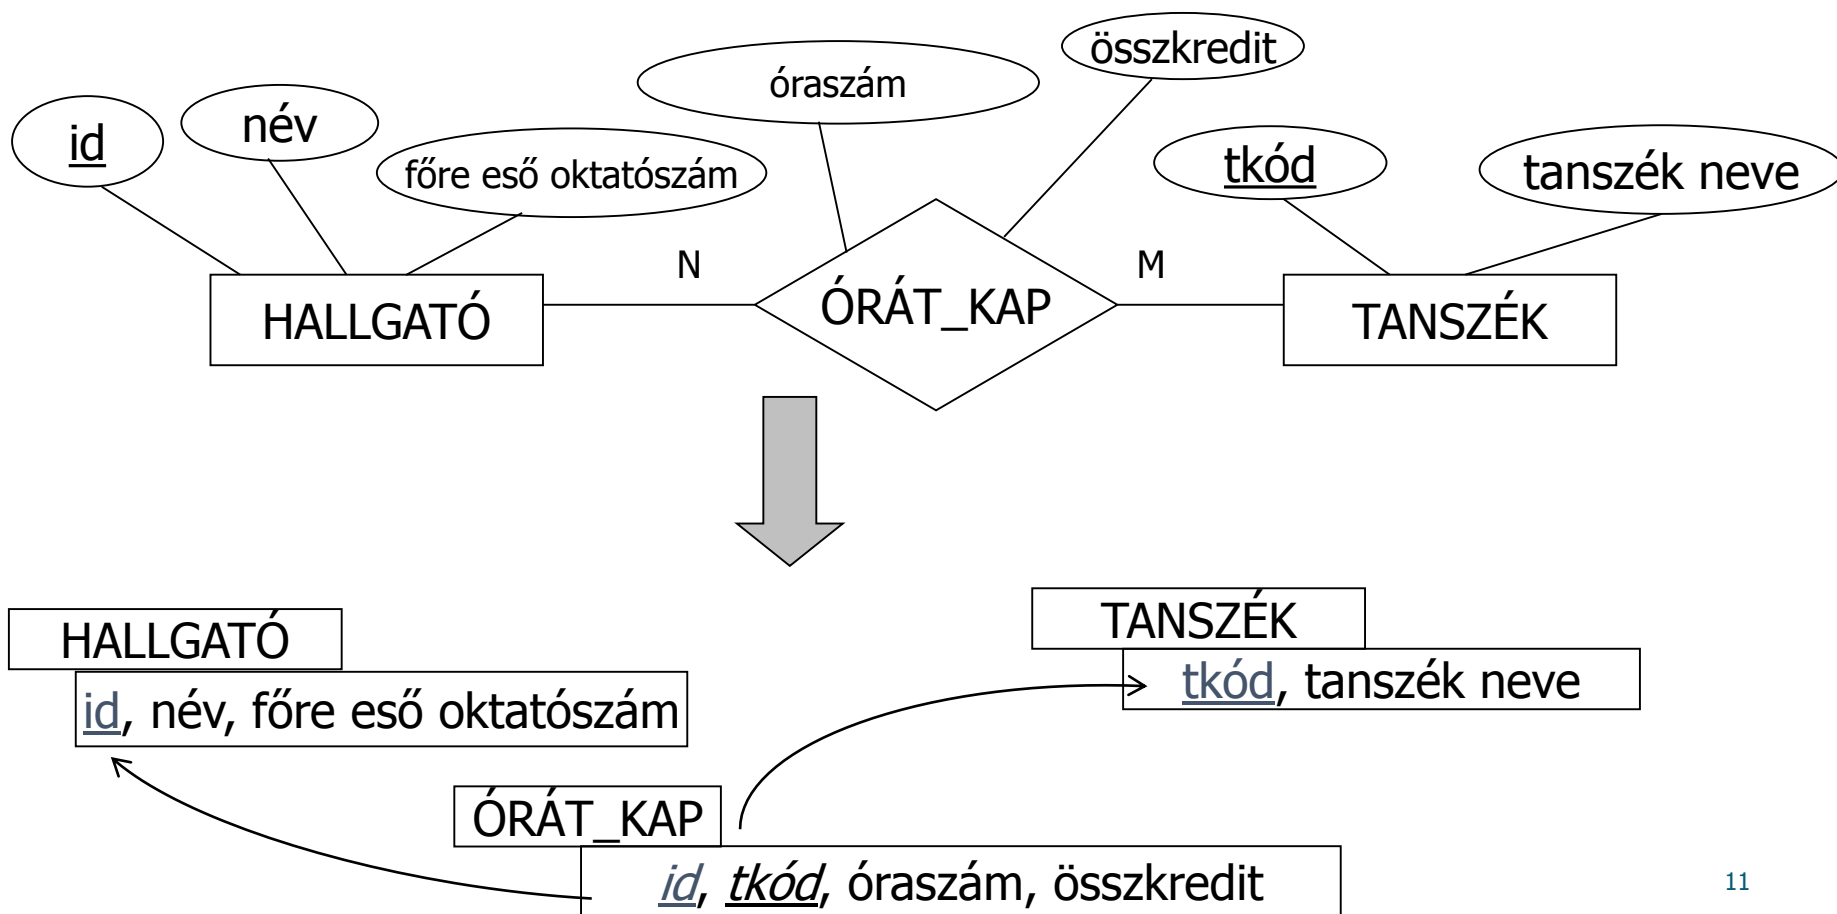 összkredit
óraszám
id
név
főre eső oktatószám
tkód
tanszék neve
N
M
HALLGATÓ
ÓRÁT_KAP
TANSZÉK
HALLGATÓ
id, név, főre eső oktatószám
TANSZÉK
tkód, tanszék neve
ÓRÁT_KAP
id, tkód, óraszám, összkredit
11